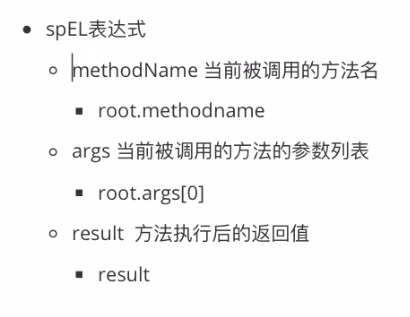 spEL表达式
methodName 当前被调用的方法名
root.methodname
args 当前被调用的方法的参数列表
root.args[0]
result 方法执行后的返回值
result